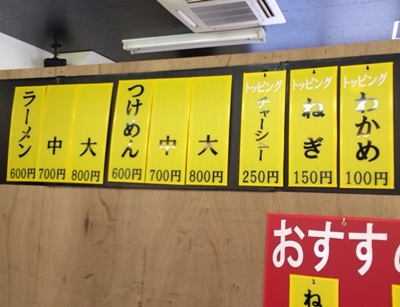 ラーメン
600円
中
700円
大
800円
つけめん
600円
中
700円
大
800円
トッピング
チャーシュー
250円
トッピング
ねぎ
150円
トッピング
わかめ
100円
おすす
ね